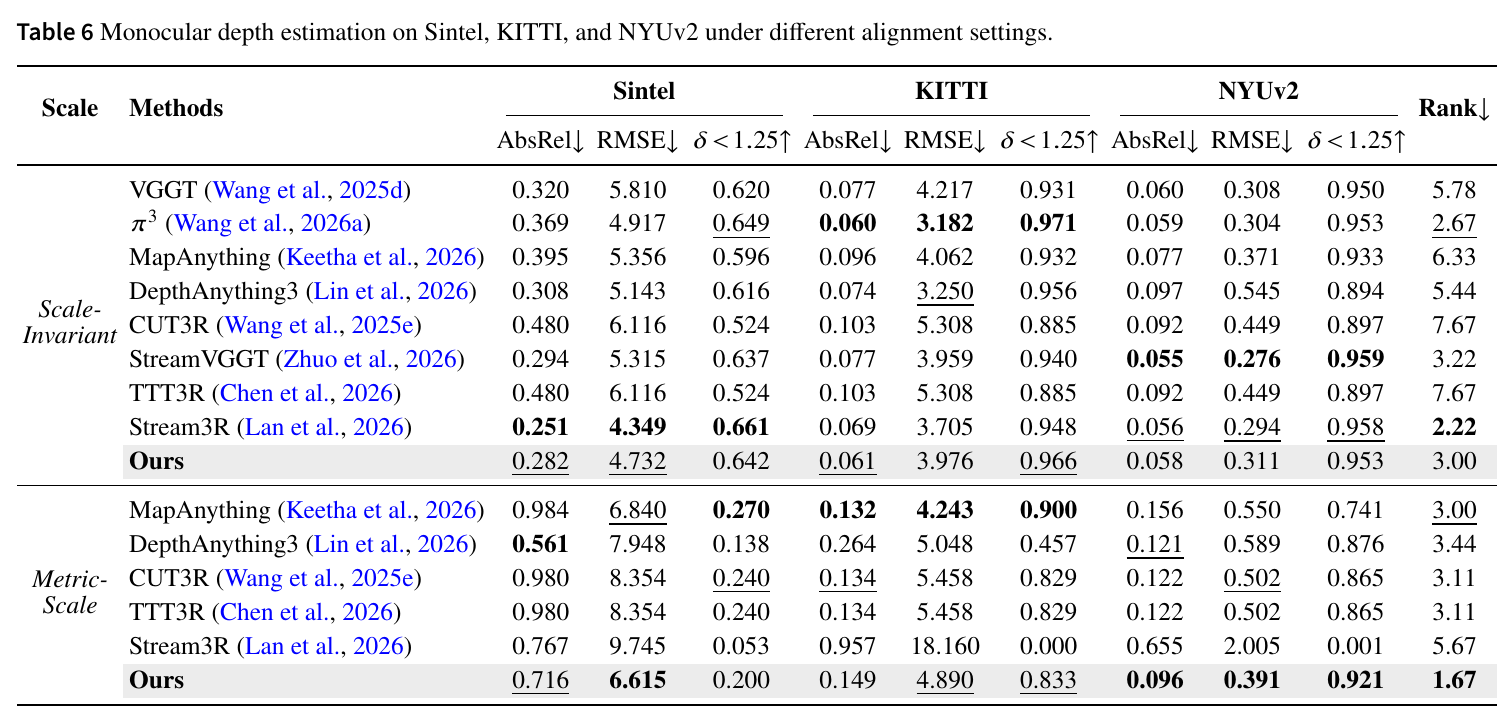 Table 6 Monocular depth estimation on Sintel, KITTI, and NYUv2 under different alignment settings.
Scale Methods Sintel KITTI NYUv2 Rank↓
AbsRel↓ RMSE↓ δ < 1.25↑ AbsRel↓ RMSE↓ δ < 1.25↑ AbsRel↓ RMSE↓ δ < 1.25↑
Scale-Invariant
VGGT (Wang et al., 2025d) 0.320 5.810 0.620 0.077 4.217 0.931 0.060 0.308 0.950 5.78
π³ (Wang et al., 2026a) 0.369 4.917 0.649 0.060 3.182 0.971 0.059 0.304 0.953 2.67
MapAnything (Keetha et al., 2026) 0.395 5.356 0.596 0.096 4.062 0.932 0.077 0.371 0.933 6.33
DepthAnything3 (Lin et al., 2026) 0.308 5.143 0.616 0.074 3.250 0.956 0.097 0.545 0.894 5.44
CUT3R (Wang et al., 2025e) 0.480 6.116 0.524 0.103 5.308 0.885 0.092 0.449 0.897 7.67
StreamVGGT (Zhuo et al., 2026) 0.294 5.315 0.637 0.077 3.959 0.940 0.055 0.276 0.959 3.22
TTT3R (Chen et al., 2026) 0.480 6.116 0.524 0.103 5.308 0.885 0.092 0.449 0.897 7.67
Stream3R (Lan et al., 2026) 0.251 4.349 0.661 0.069 3.705 0.948 0.056 0.294 0.958 2.22
Ours 0.282 4.732 0.642 0.061 3.976 0.966 0.058 0.311 0.953 3.00
Metric-Scale
MapAnything (Keetha et al., 2026) 0.984 6.840 0.270 0.132 4.243 0.900 0.156 0.550 0.741 3.00
DepthAnything3 (Lin et al., 2026) 0.561 7.948 0.138 0.264 5.048 0.457 0.121 0.589 0.876 3.44
CUT3R (Wang et al., 2025e) 0.980 8.354 0.240 0.134 5.458 0.829 0.122 0.502 0.865 3.11
TTT3R (Chen et al., 2026) 0.980 8.354 0.240 0.134 5.458 0.829 0.122 0.502 0.865 3.11
Stream3R (Lan et al., 2026) 0.767 9.745 0.053 0.957 18.160 0.000 0.655 2.005 0.001 5.67
Ours 0.716 6.615 0.200 0.149 4.890 0.833 0.096 0.391 0.921 1.67